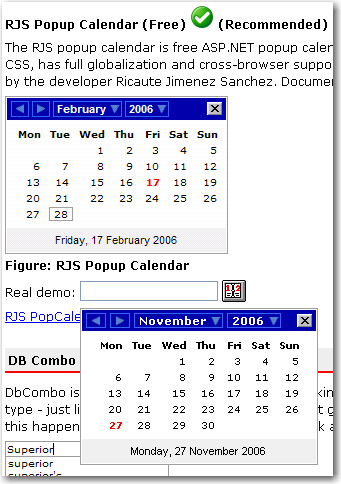 RJS Popup Calendar (Free) (Recommended)
The RJS popup calendar is free ASP.NET popup calen
CSS, has full globalization and cross-browser suppo
by the developer Ricaute Jimenez Sanchez. Docume
February 2006
Mon Tue Wed Thu Fri Sat Sun
1 2 3 4 5
6 7 8 9 10 11 12
13 14 15 16 17 18 19
20 21 22 23 24 25 26
27 28
Friday, 17 February 2006
Figure: RJS Popup Calendar
Real demo:
RJS PopCale
November 2006
Mon Tue Wed Thu Fri Sat Sun
1 2 3 4 5
6 7 8 9 10 11 12
13 14 15 16 17 18 19
20 21 22 23 24 25 26
27 28 29 30
Monday, 27 November 2006
DB Combo
DbCombo is king
type - just li t g
this happen k a
Superior
superior
superior's